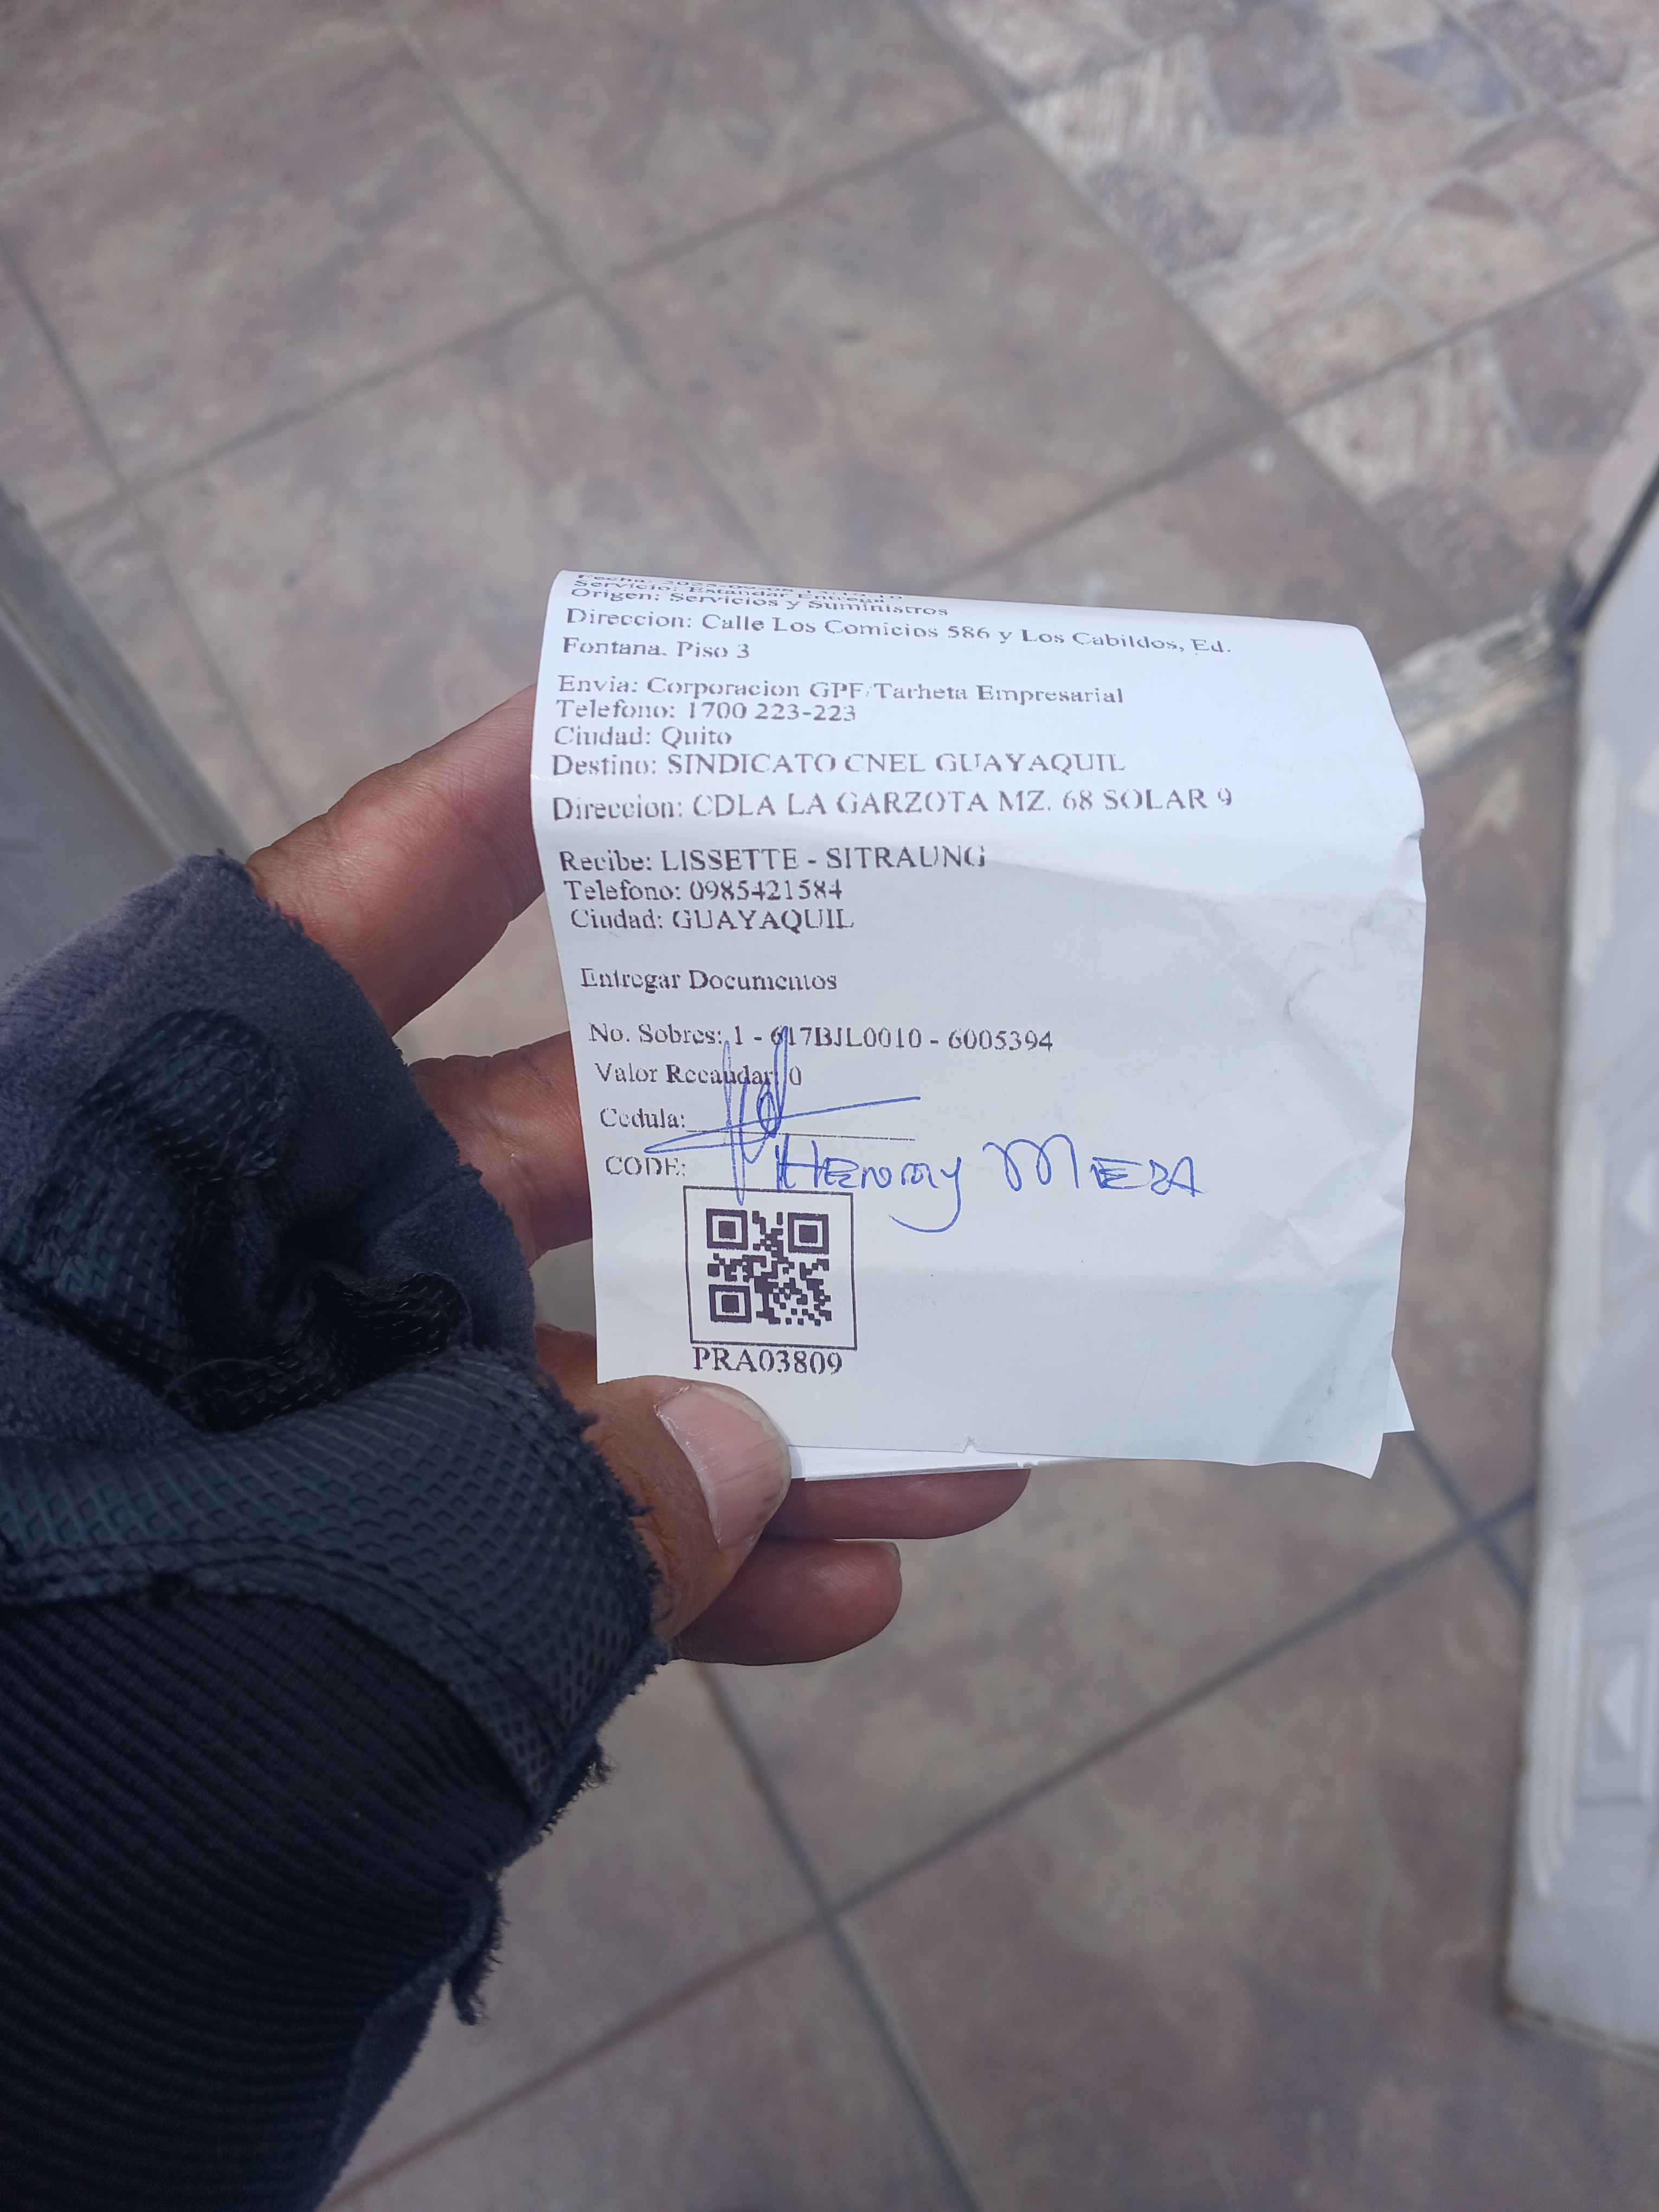 Servicio: Estandar Entrega
Origen: Servicios y Suministros
Direccion: Calle Los Comicios 586 y Los Cabildos, Ed.
Fontana. Piso 3
Envia: Corporacion GPF/Tarheta Empresarial
Telefono: 1700 223-223
Ciudad: Quito
Destino: SINDICATO CNEL GUAYAQUIL
Direccion: CDLA LA GARZOTA MZ. 68 SOLAR 9
Recibe: LISSETTE - SITRAUNG
Telefono: 0985421584
Ciudad: GUAYAQUIL
Entregar Documentos
No. Sobres: 1 - 617BJL0010 - 6005394
Valor Recaudar: 0
Cedula:
CODE:
Henry MEZA
PRA03809